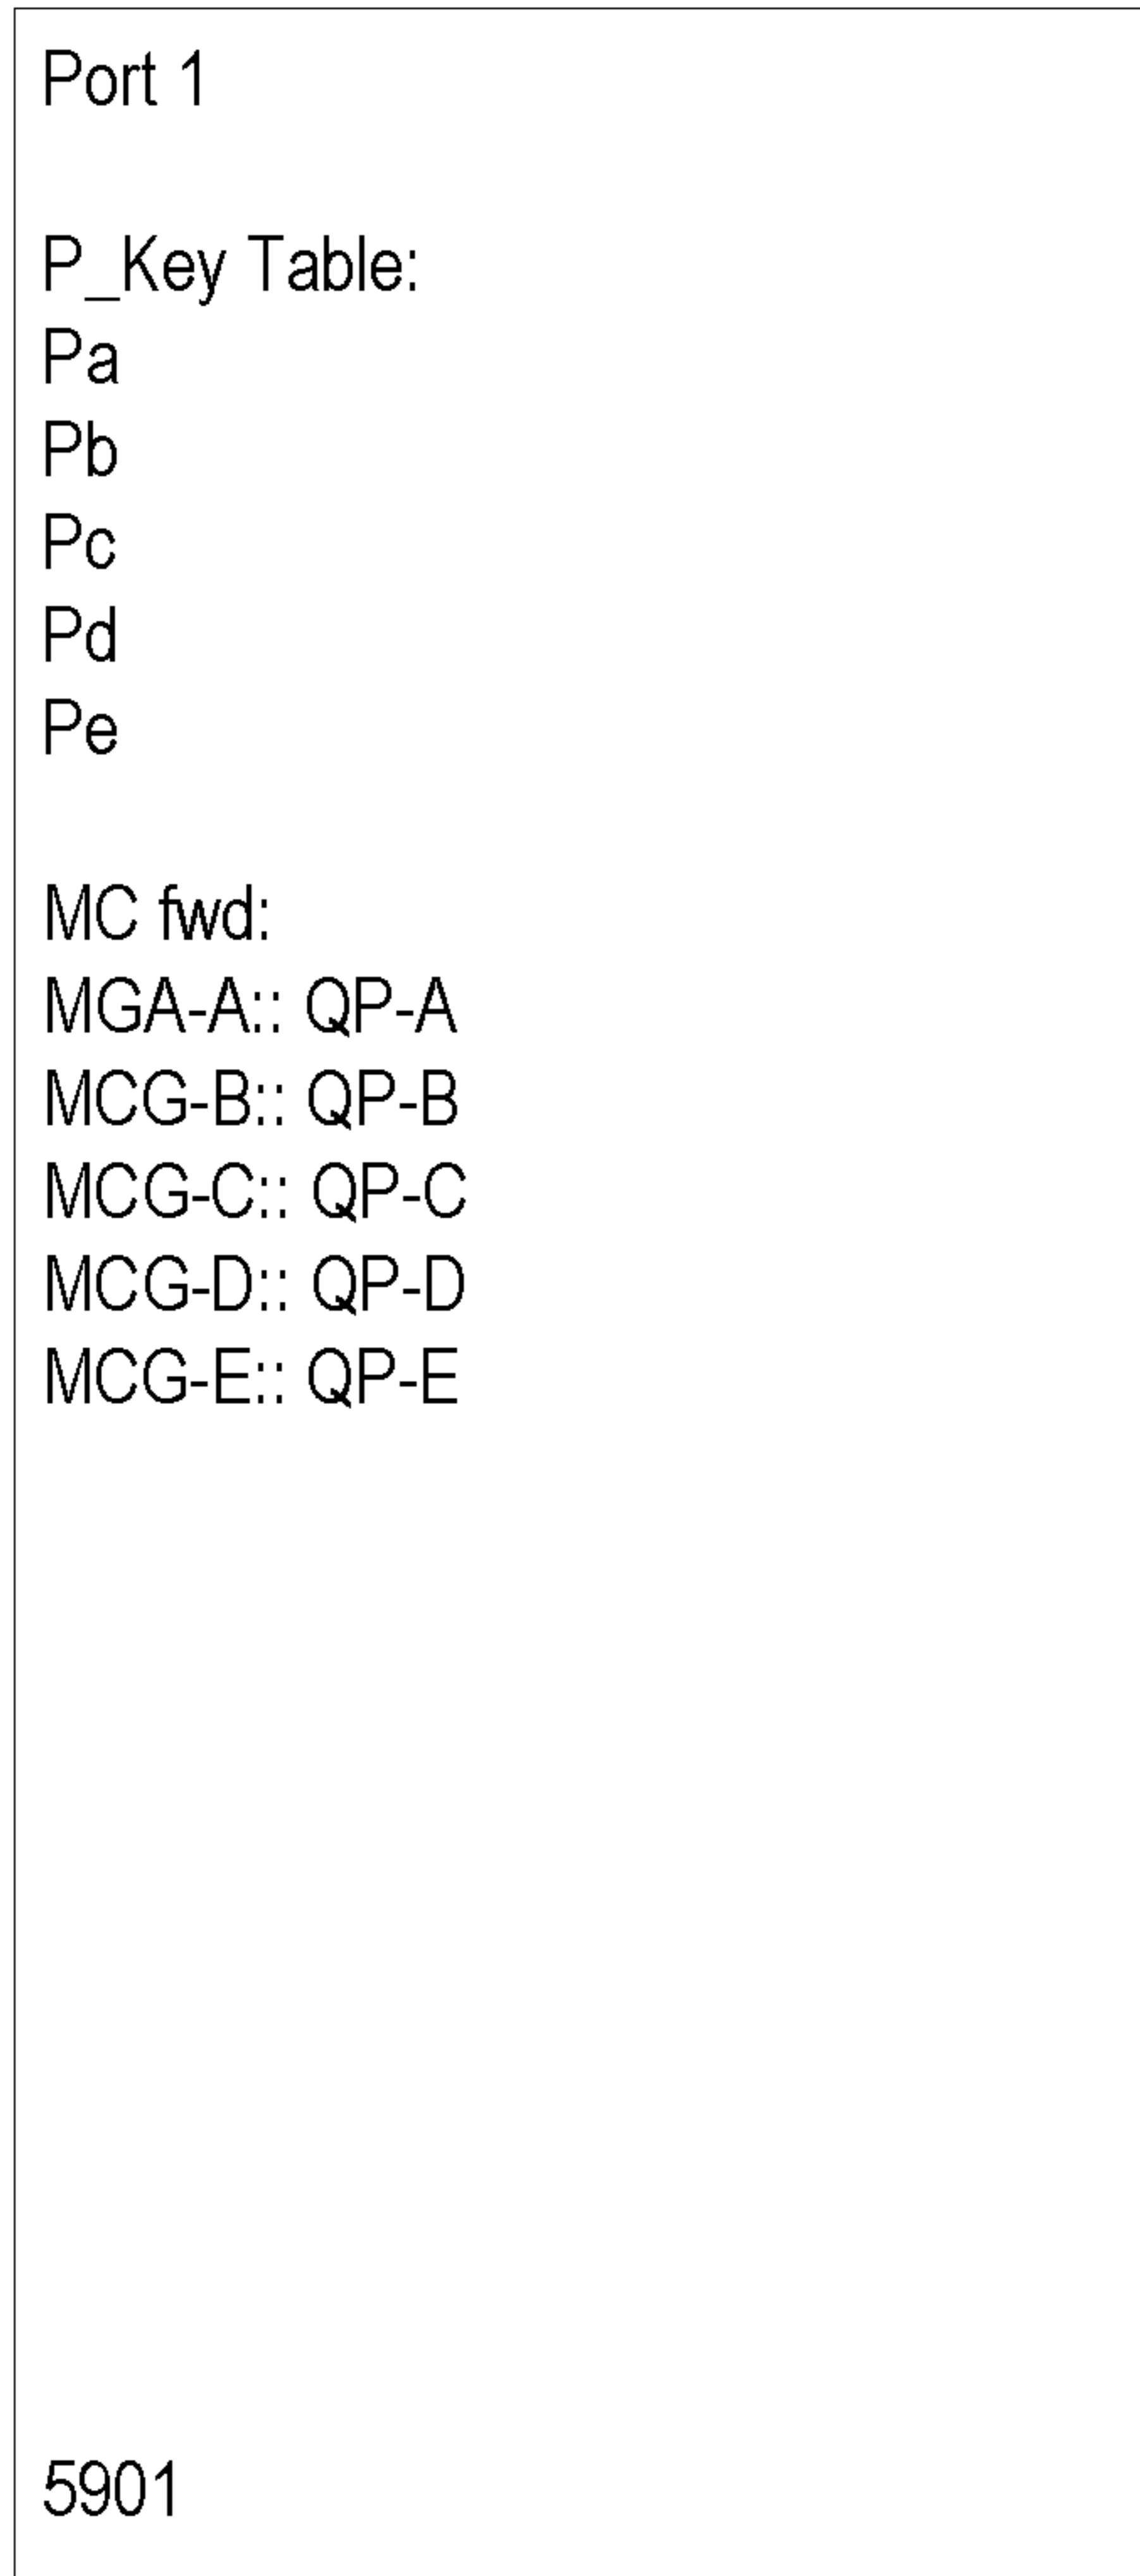 Port 1
P_Key Table:
Pa
Pb
Pc
Pd
Pe
MC fwd:
MGA-A:: QP-A
MCG-B:: QP-B
MCG-C:: QP-C
MCG-D:: QP-D
MCG-E:: QP-E
5901